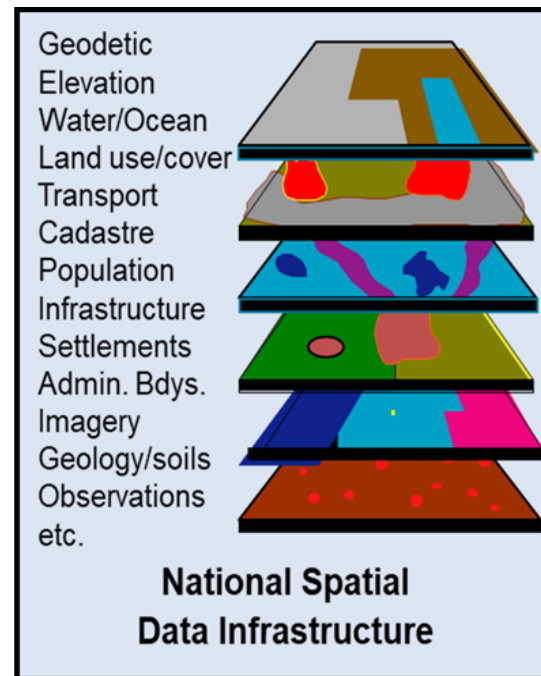 Geodetic
Elevation
Water/Ocean
Land use/cover
Transport
Cadastre
Population
Infrastructure
Settlements
Admin. Bdys.
Imagery
Geology/soils
Observations
etc.
National Spatial
Data Infrastructure